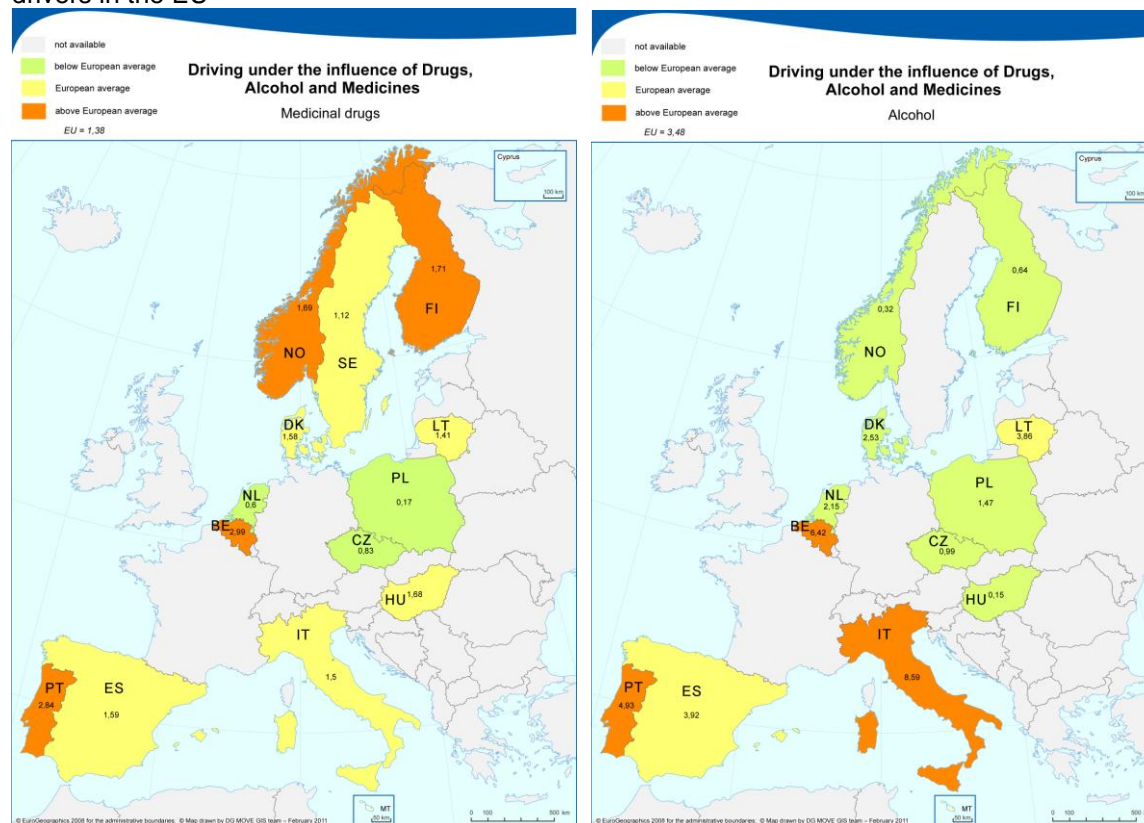 drivers in the EU
not available
below European average
European average
above European average
EU = 1,38
Driving under the influence of Drugs,
Alcohol and Medicines
Medicinal drugs
Cyprus
100 km
1,71
FI
1,69
NO
1,12
SE
DK
1,58
LT
1,41
PL
0,17
NL
0,6
BE
2,99
CZ
0,83
HU
1,68
IT
1,5
PT
2,84
ES
1,59
MT
50 km
0 100 500 km
© EuroGeographics 2008 for the administrative boundaries; © Map drawn by DG MOVE GIS team – February 2011
not available
below European average
European average
above European average
EU = 3,48
Driving under the influence of Drugs,
Alcohol and Medicines
Alcohol
Cyprus
100 km
0,64
FI
0,32
NO
DK
2,53
LT
3,86
PL
1,47
NL
2,15
BE
6,42
CZ
0,99
HU
0,15
IT
8,59
PT
4,93
ES
3,92
MT
50 km
0 100 500 km
© EuroGeographics 2008 for the administrative boundaries; © Map drawn by DG MOVE GIS team – February 2011